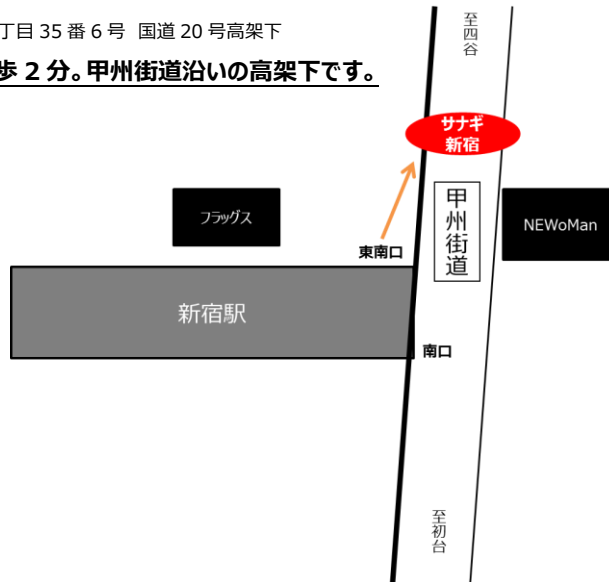 丁目 35 番 6 号 国道 20 号高架下
歩 2 分。甲州街道沿いの高架下です。
至四谷
サナギ
新宿
甲州街道
フラッグス
NEWoMan
東南口
新宿駅
南口
至初台